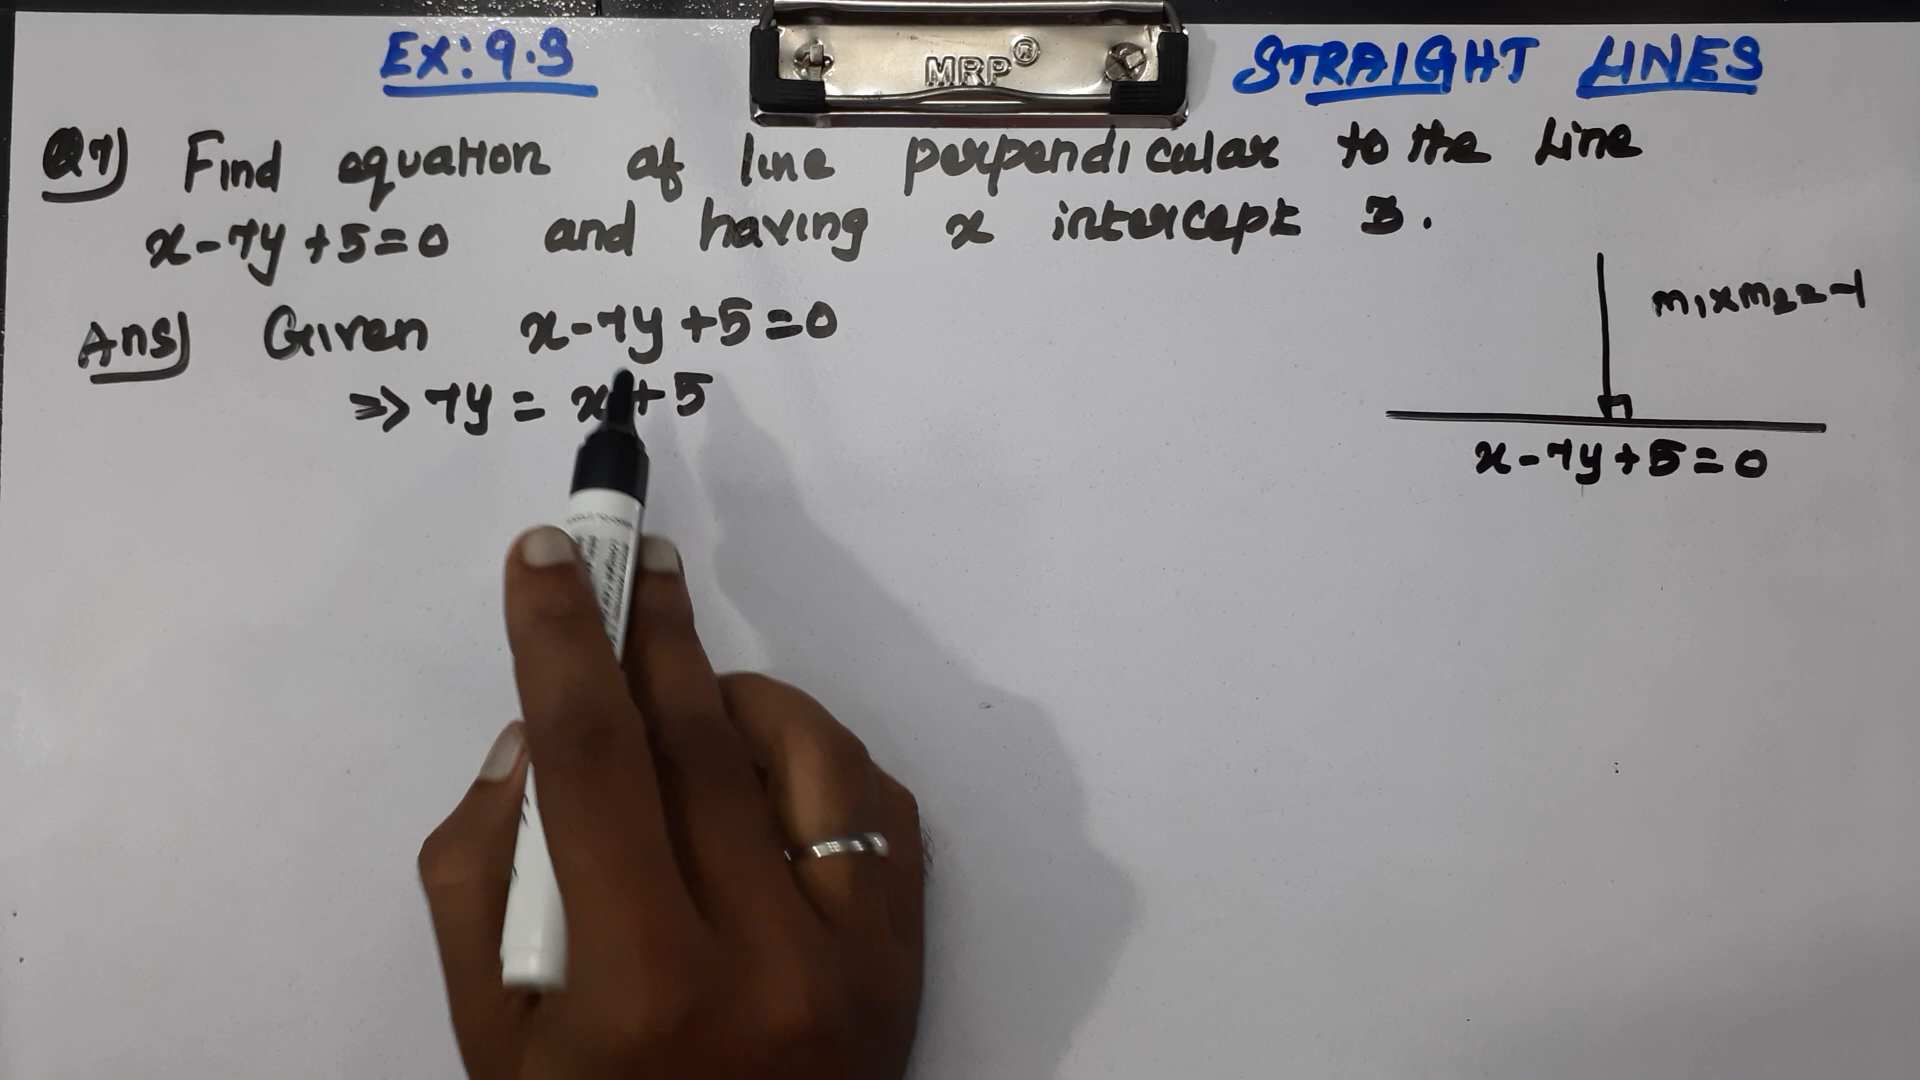 EX: 9.3
MRP®
STRAIGHT LINES
Q7) Find equation of line perpendicular to the Line
x-7y+5=0 and having x intercept 3.
Ans) Given x-7y+5=0
⇒ 7y = x+5
m1xm2=-1
x-7y+5=0